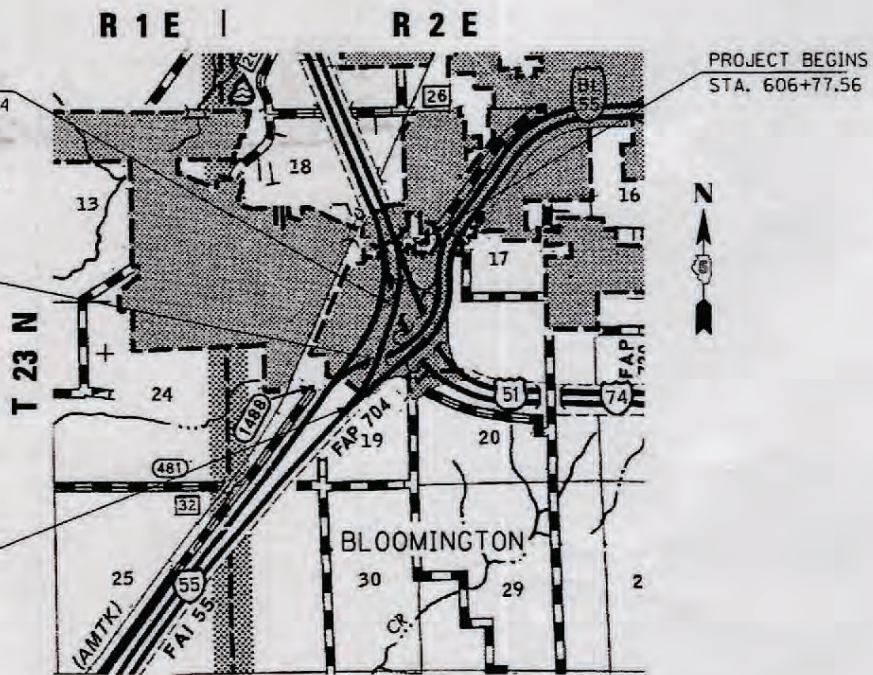 R 1 E | R 2 E
PROJECT BEGINS
STA. 606+77.56
4
26
BL
55
18
13
16
N
17
T 23 N
24
1488
FAP 704
19
20
51
74
FAP
481
32
BLOOMINGTON
25
30
29
2
55
FAI 55
(AMTK)
CR